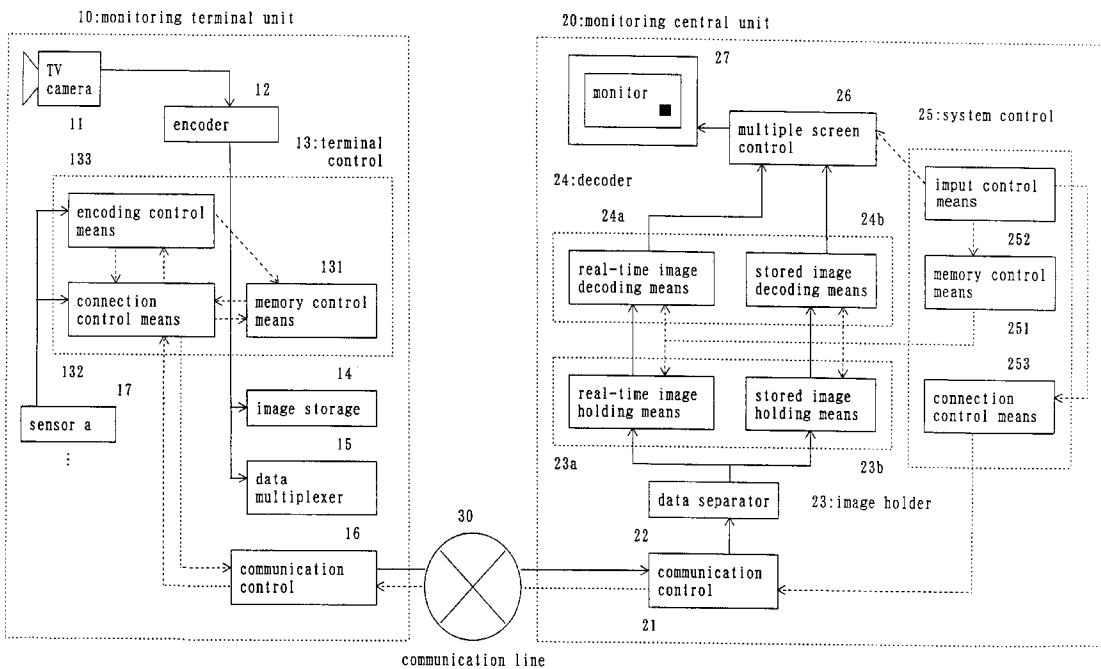 10:monitoring terminal unit
TV
camera
11
12
encoder
13:terminal
control
133
encoding control
means
131
connection
control means
memory control
means
132
17
sensor a
⋮
14
image storage
15
data
multiplexer
16
communication
control
30
communication line
20:monitoring central unit
27
monitor
26
multiple screen
control
25:system control
input control
means
252
memory control
means
251
253
connection
control means
24:decoder
24a
24b
real-time image
decoding means
stored image
decoding means
real-time image
holding means
stored image
holding means
23a
23b
data separator
23:image holder
22
communication
control
21